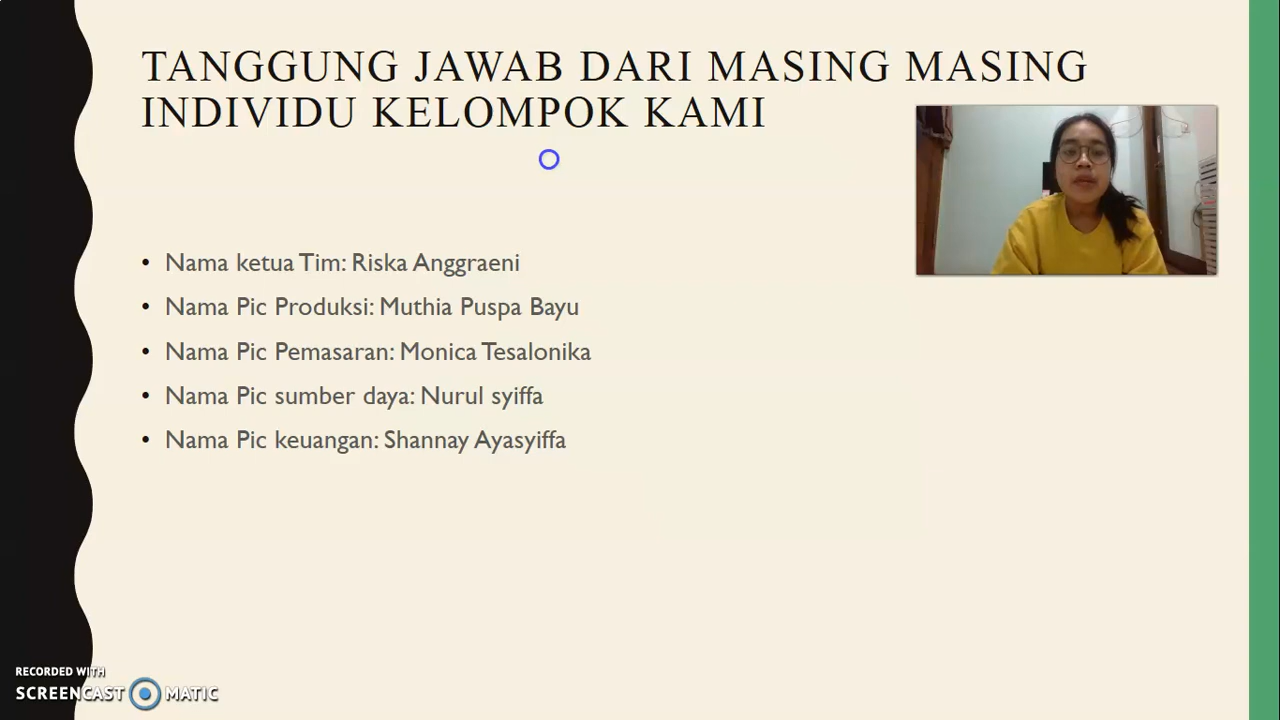 TANGGUNG JAWAB DARI MASING MASING
INDIVIDU KELOMPOK KAMI
• Nama ketua Tim: Riska Anggraeni
• Nama Pic Produksi: Muthia Puspa Bayu
• Nama Pic Pemasaran: Monica Tesalonika
• Nama Pic sumber daya: Nurul syiffa
• Nama Pic keuangan: Shannay Ayasyiffa
RECORDED WITH
SCREENCAST MATIC